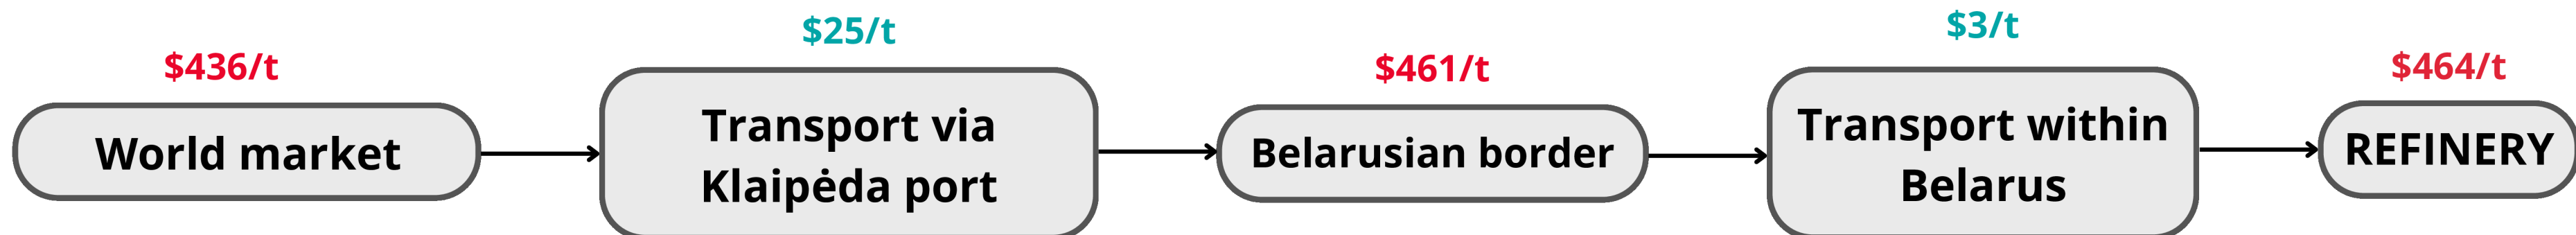 $436/t
World market
$25/t
Transport via
Klaipėda port
$461/t
Belarusian border
$3/t
Transport within
Belarus
$464/t
REFINERY